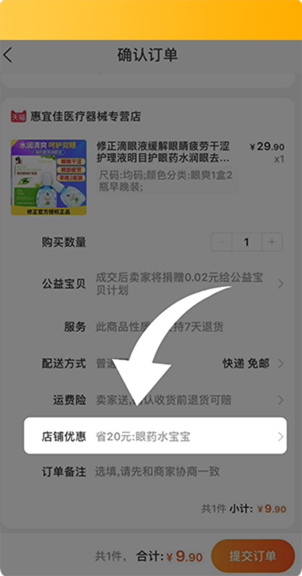 确认订单
天猫 惠宜佳医疗器械专营店
水润清爽 呵护双眼
修正官方授权正品
修正滴眼液缓解眼睛疲劳干涩
¥29.90
护理液明目护眼药水润眼去...
x1
尺码:均码;颜色分类:眼爽1盒2
瓶早晚装;
购买数量
- 1 +
公益宝贝 成交后卖家将捐赠0.02元给公益宝
贝计划
服务 此商品性质 支持7天退货
配送方式 普通 快递 免邮
运费险 卖家送, 确认收货前退货可赔
店铺优惠 省20元:眼药水宝宝
订单备注 选填,请先和商家协商一致
共1件 小计: ¥9.90
共1件, 合计: ¥9.90 提交订单